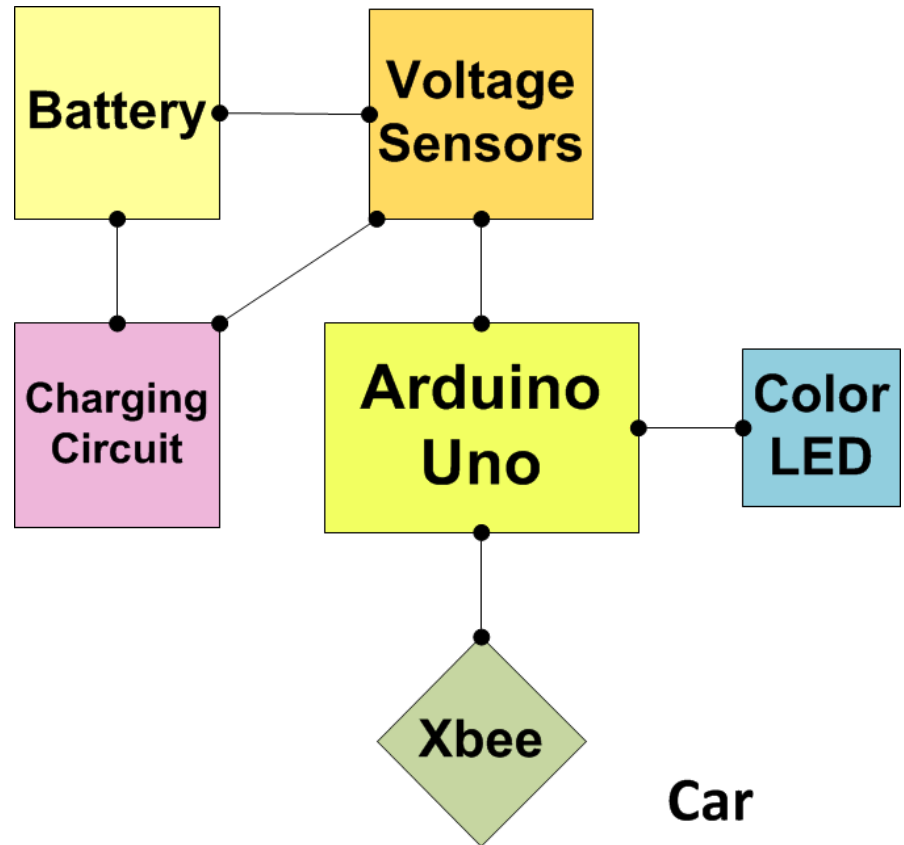 Battery
Voltage
Sensors
Charging
Circuit
Arduino
Uno
Color
LED
Xbee
Car